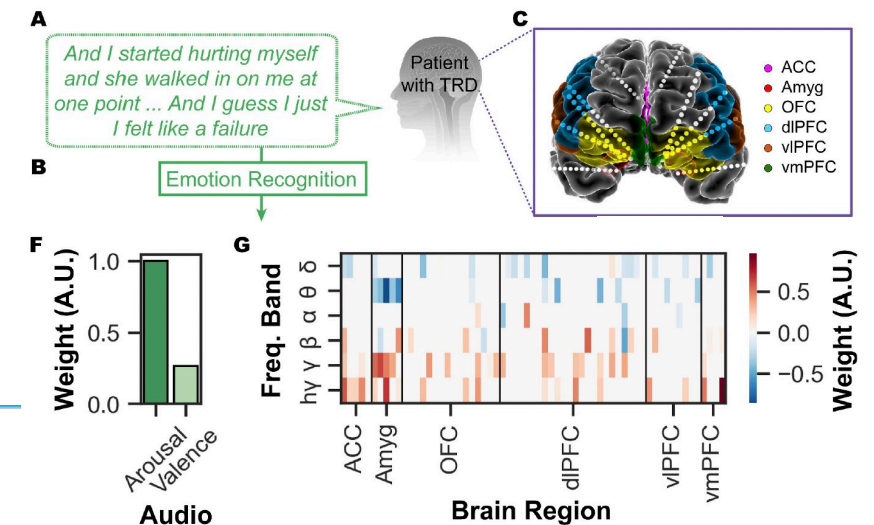 A
And I started hurting myself
and she walked in on me at
one point ... And I guess I just
I felt like a failure
Patient
with TRD
B
Emotion Recognition
C
ACC
Amyg
OFC
dlPFC
vlPFC
vmPFC
F
Weight (A.U.)
1.0
0.5
0.0
Arousal
Valence
Audio
G
Freq. Band
δ
θ
α
β
γ
hγ
ACC
Amyg
OFC
dlPFC
vlPFC
vmPFC
Brain Region
0.5
0.0
−0.5
Weight (A.U.)